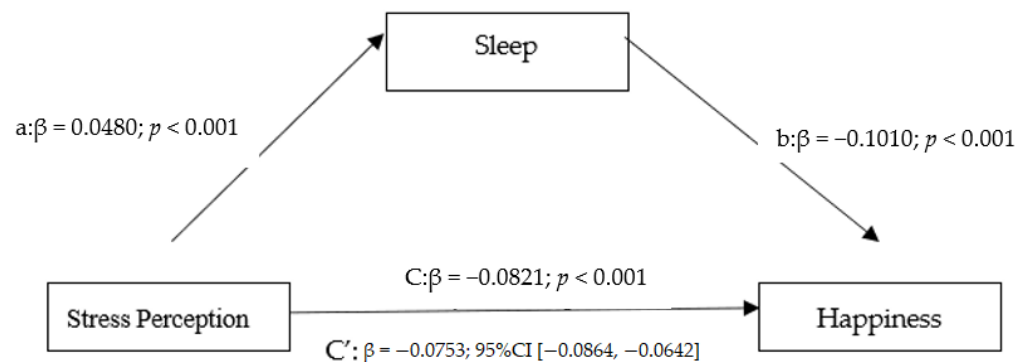 Sleep
a:β = 0.0480; p < 0.001
b:β = −0.1010; p < 0.001
C:β = −0.0821; p < 0.001
Stress Perception
Happiness
C': β = −0.0753; 95%CI [−0.0864, −0.0642]